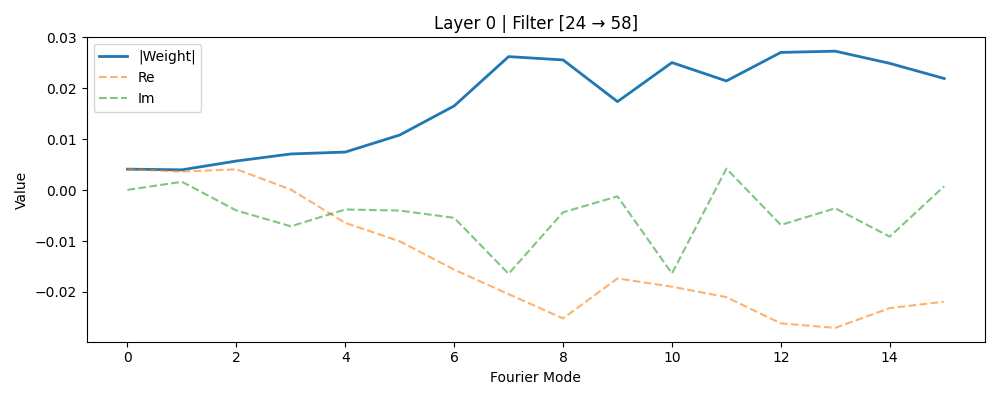 Layer 0 | Filter [24 → 58]
|Weight|
Re
Im
0.03
0.02
0.01
0.00
−0.01
−0.02
Value
0 2 4 6 8 10 12 14
Fourier Mode